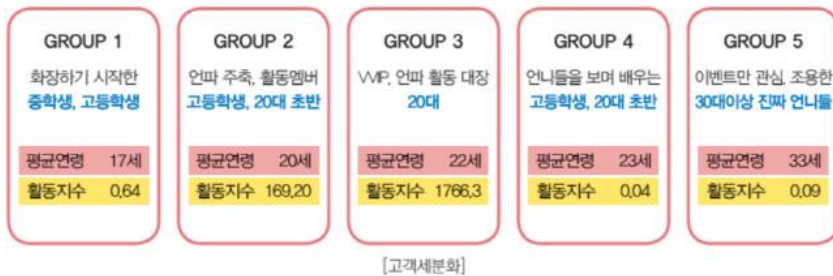 GROUP 1
화장하기 시작한
중학생, 고등학생
평균연령 17세
활동지수 0.64
GROUP 2
언파 주축, 활동멤버
고등학생, 20대 초반
평균연령 20세
활동지수 169.20
GROUP 3
VVIP, 언파 활동 대장
20대
평균연령 22세
활동지수 1766.3
GROUP 4
언니들을 보며 배우는
고등학생, 20대 초반
평균연령 23세
활동지수 0.04
GROUP 5
이벤트만 관심, 조용한
30대이상 진짜 언니들
평균연령 33세
활동지수 0.09
[고객세분화]